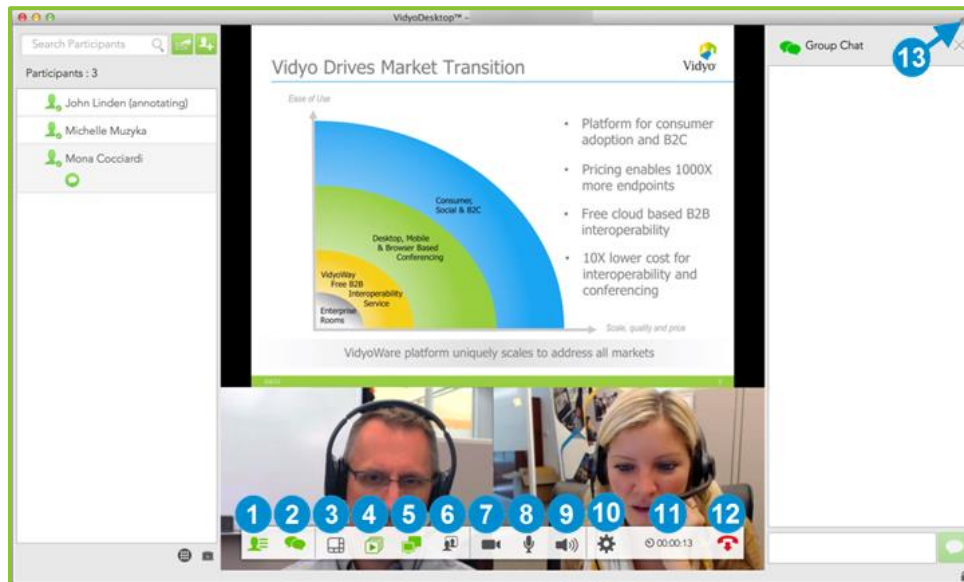 VidyoDesktop™ -
Search Participants
Participants : 3
John Linden (annotating)
Michelle Muzyka
Mona Cocciardi
Vidyo Drives Market Transition
Vidyo
Ease of Use
Consumer,
Social & B2C
Desktop, Mobile
& Browser Based
Conferencing
VidyoWay
Free B2B
Interoperability
Service
Enterprise
Rooms
Scale, quality and price
• Platform for consumer
adoption and B2C
• Pricing enables 1000X
more endpoints
• Free cloud based B2B
interoperability
• 10X lower cost for
interoperability and
conferencing
VidyoWare platform uniquely scales to address all markets
Group Chat
13
1 2 3 4 5 6 7 8 9 10 11 12
00:00:13